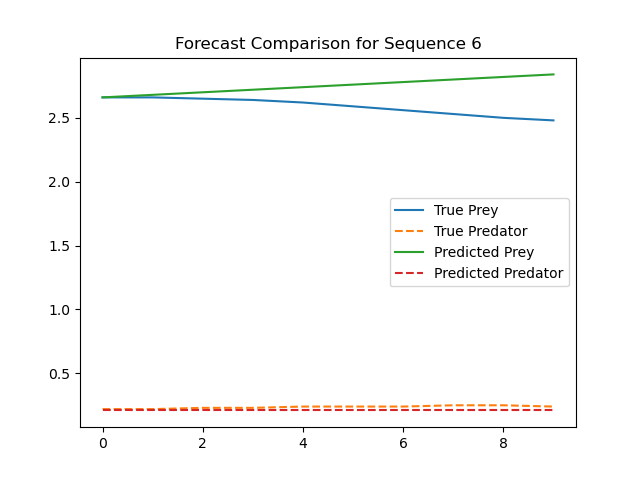 Forecast Comparison for Sequence 6
2.5
2.0
1.5
1.0
0.5
True Prey
True Predator
Predicted Prey
Predicted Predator
0 2 4 6 8